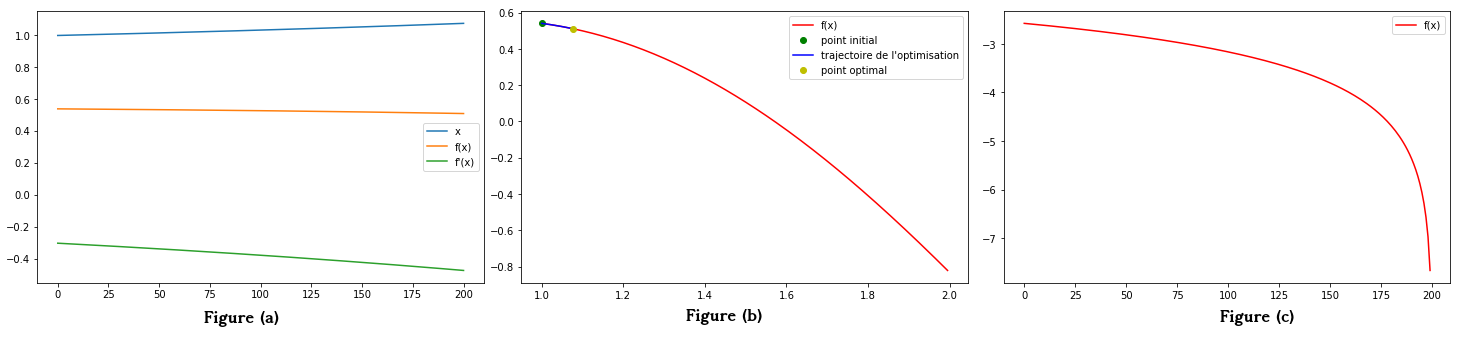 1.0
0.8
0.6
0.4
0.2
0.0
−0.2
−0.4
0 25 50 75 100 125 150 175 200
x
f(x)
f'(x)
Figure (a)
0.6
0.4
0.2
0.0
−0.2
−0.4
−0.6
−0.8
1.0 1.2 1.4 1.6 1.8 2.0
f(x)
point initial
trajectoire de l'optimisation
point optimal
Figure (b)
−3
−4
−5
−6
−7
0 25 50 75 100 125 150 175 200
f(x)
Figure (c)